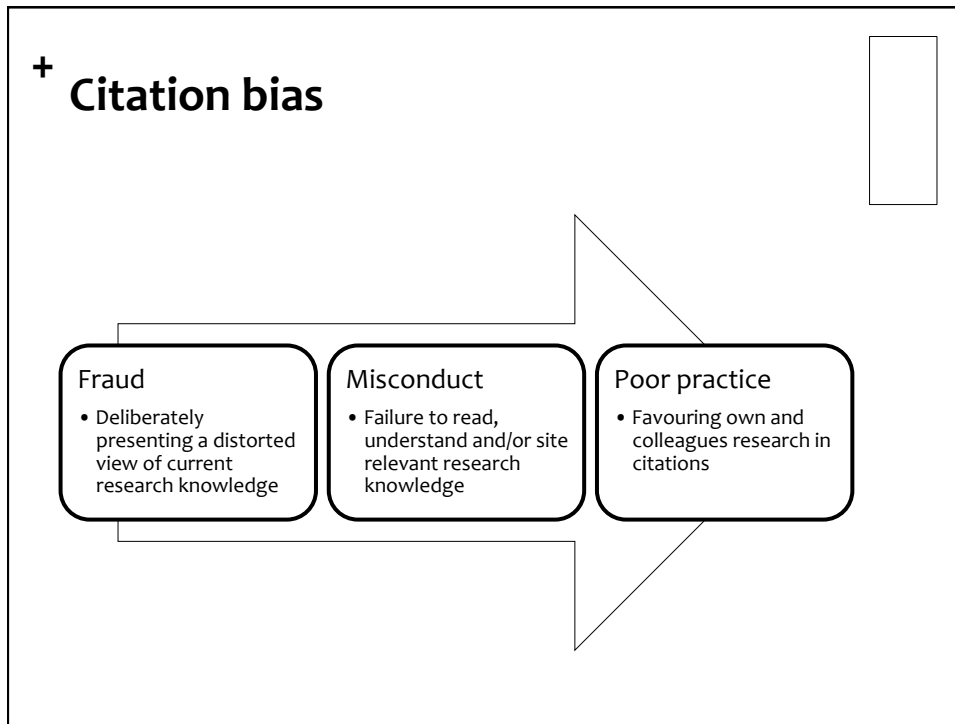 +
Citation bias
Fraud
• Deliberately
presenting a distorted
view of current
research knowledge
Misconduct
• Failure to read,
understand and/or site
relevant research
knowledge
Poor practice
• Favouring own and
colleagues research in
citations